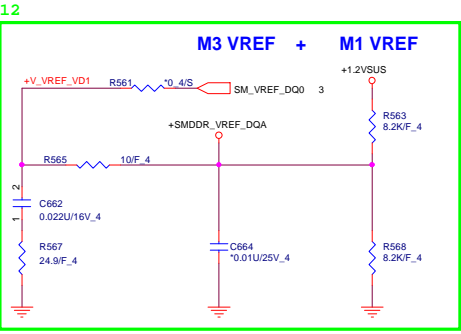 12
M3 VREF + M1 VREF
+1.2VSUS
+V_VREF_VD1 R561 *0_4/S
SM_VREF_DQ0 3
+SMDDR_VREF_DQA
R563
8.2K/F_4
R565 10/F_4
2
C662
0.022U/16V_4
1
R567
24.9/F_4
C664
*0.01U/25V_4
R568
8.2K/F_4